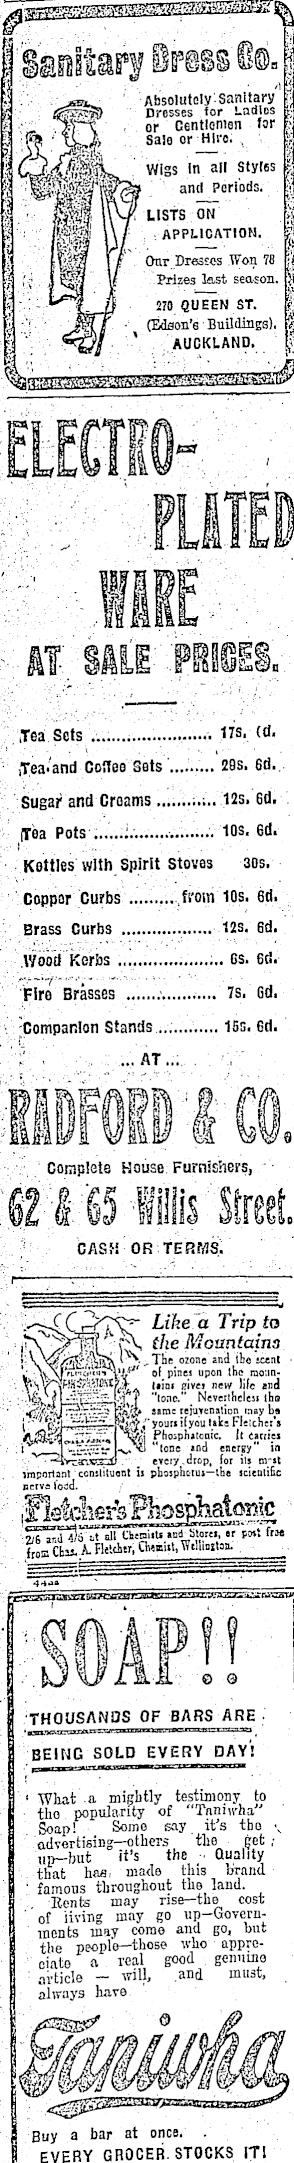 Sanitary Dress Co.
Absolutely Sanitary
Dresses for Ladies
or Gentlemen for
Sale or Hire.
Wigs in all Styles
and Periods.
LISTS ON
APPLICATION.
Our Dresses Won 78
Prizes last season.
270 QUEEN ST.
(Edson's Buildings),
AUCKLAND.
ELECTRO-
PLATED
WARE
AT SALE PRICES.
Tea Sets ........................ 17s. 6d.
Tea and Coffee Sets ......... 29s. 6d.
Sugar and Creams ............ 12s. 6d.
Tea Pots ........................ 10s. 6d.
Kettles with Spirit Stoves 30s.
Copper Curbs ......... from 10s. 6d.
Brass Curbs .................. 12s. 6d.
Wood Kerbs ..................... 6s. 6d.
Fire Brasses .................. 7s. 6d.
Companion Stands ............ 15s. 6d.
... AT ...
RADFORD & CO.
Complete House Furnishers,
62 & 65 Willis Street.
CASH OR TERMS.
Like a Trip to
the Mountains
The ozone and the scent
of pines upon the moun-
tains gives new life and
"tone." Nevertheless the
same rejuvenation may be
yours if you take Fletcher's
Phosphatonic. It carries
"tone and energy" in
every drop, for its most
important constituent is phosphorus—the scientific
nerve food.
Fletcher's Phosphatonic
2/6 and 4/6 at all Chemists and Stores, or post free
from Chas. A. Fletcher, Chemist, Wellington.
SOAP!!
THOUSANDS OF BARS ARE
BEING SOLD EVERY DAY!
What a mightly testimony to
the popularity of "Taniwha"
Soap! Some say it's the
advertising—others the get
up—but it's the Quality
that has made this brand
famous throughout the land.
Rents may rise—the cost
of living may go up—Govern-
ments may come and go, but
the people—those who appre-
ciate a real good genuine
article — will, and must,
always have
Taniwha
Buy a bar at once.
EVERY GROCER STOCKS IT!